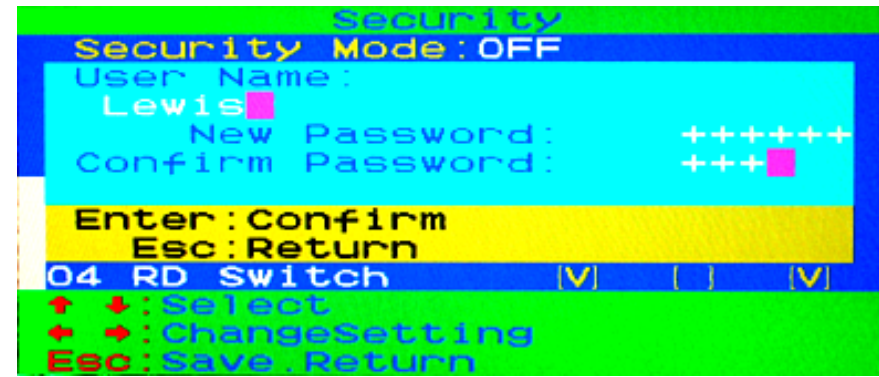 Security
Security Mode:OFF
User Name:
Lewis
New Password: ++++++
Confirm Password: +++
Enter:Confirm
Esc:Return
04 RD Switch [V] [ ] [V]
↑ ↓:Select
← →:ChangeSetting
Esc:Save.Return